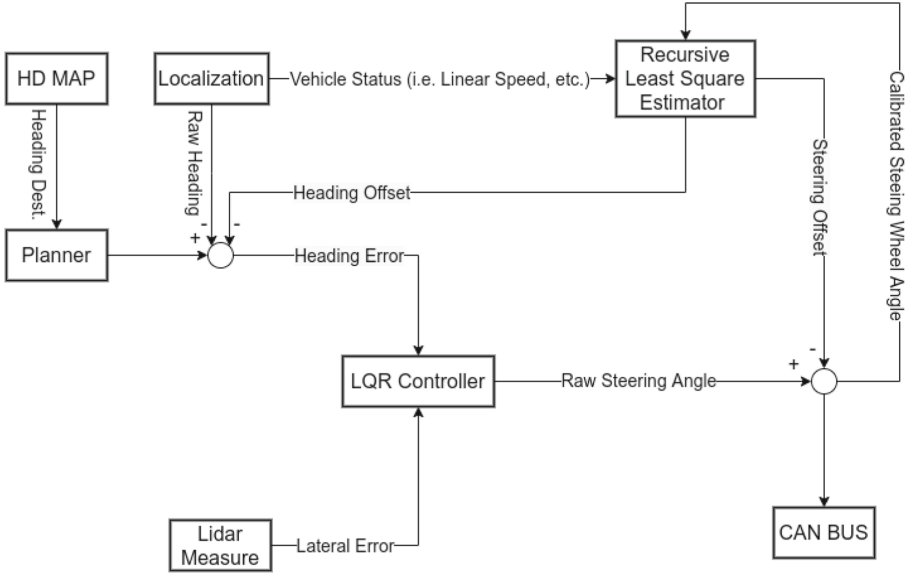 HD MAP
Localization
Vehicle Status (i.e. Linear Speed, etc.)
Recursive
Least Square
Estimator
Heading Dest.
Raw Heading
Heading Offset
Steering Offset
Calibrated Steeing Wheel Angle
Planner
+
-
-
Heading Error
LQR Controller
Raw Steering Angle
+
-
Lidar
Measure
Lateral Error
CAN BUS